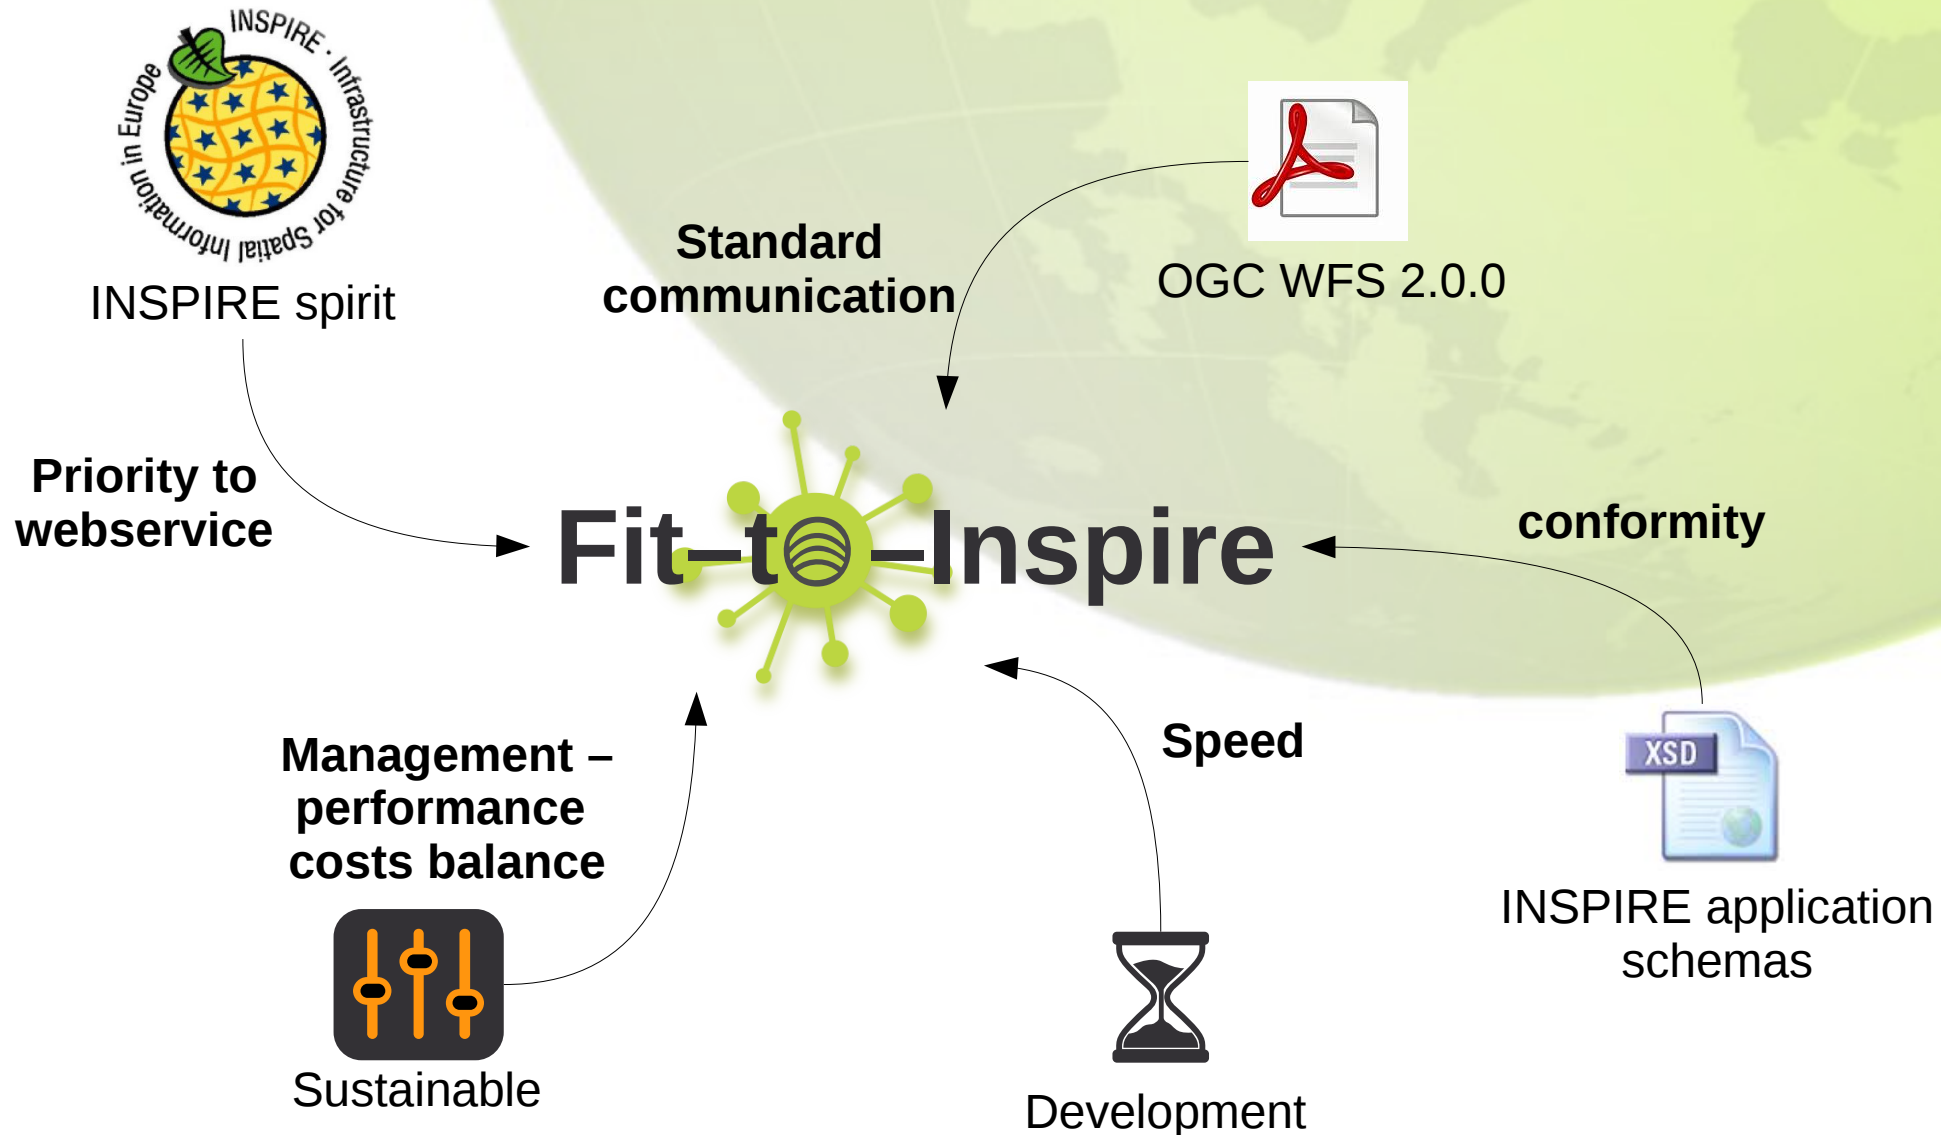 INSPIRE · Infrastructure for Spatial Information in Europe
INSPIRE spirit
OGC WFS 2.0.0
Standard
communication
Priority to
webservice
Fit–to–Inspire
conformity
Management –
performance
costs balance
Speed
XSD
INSPIRE application
schemas
Sustainable
Development